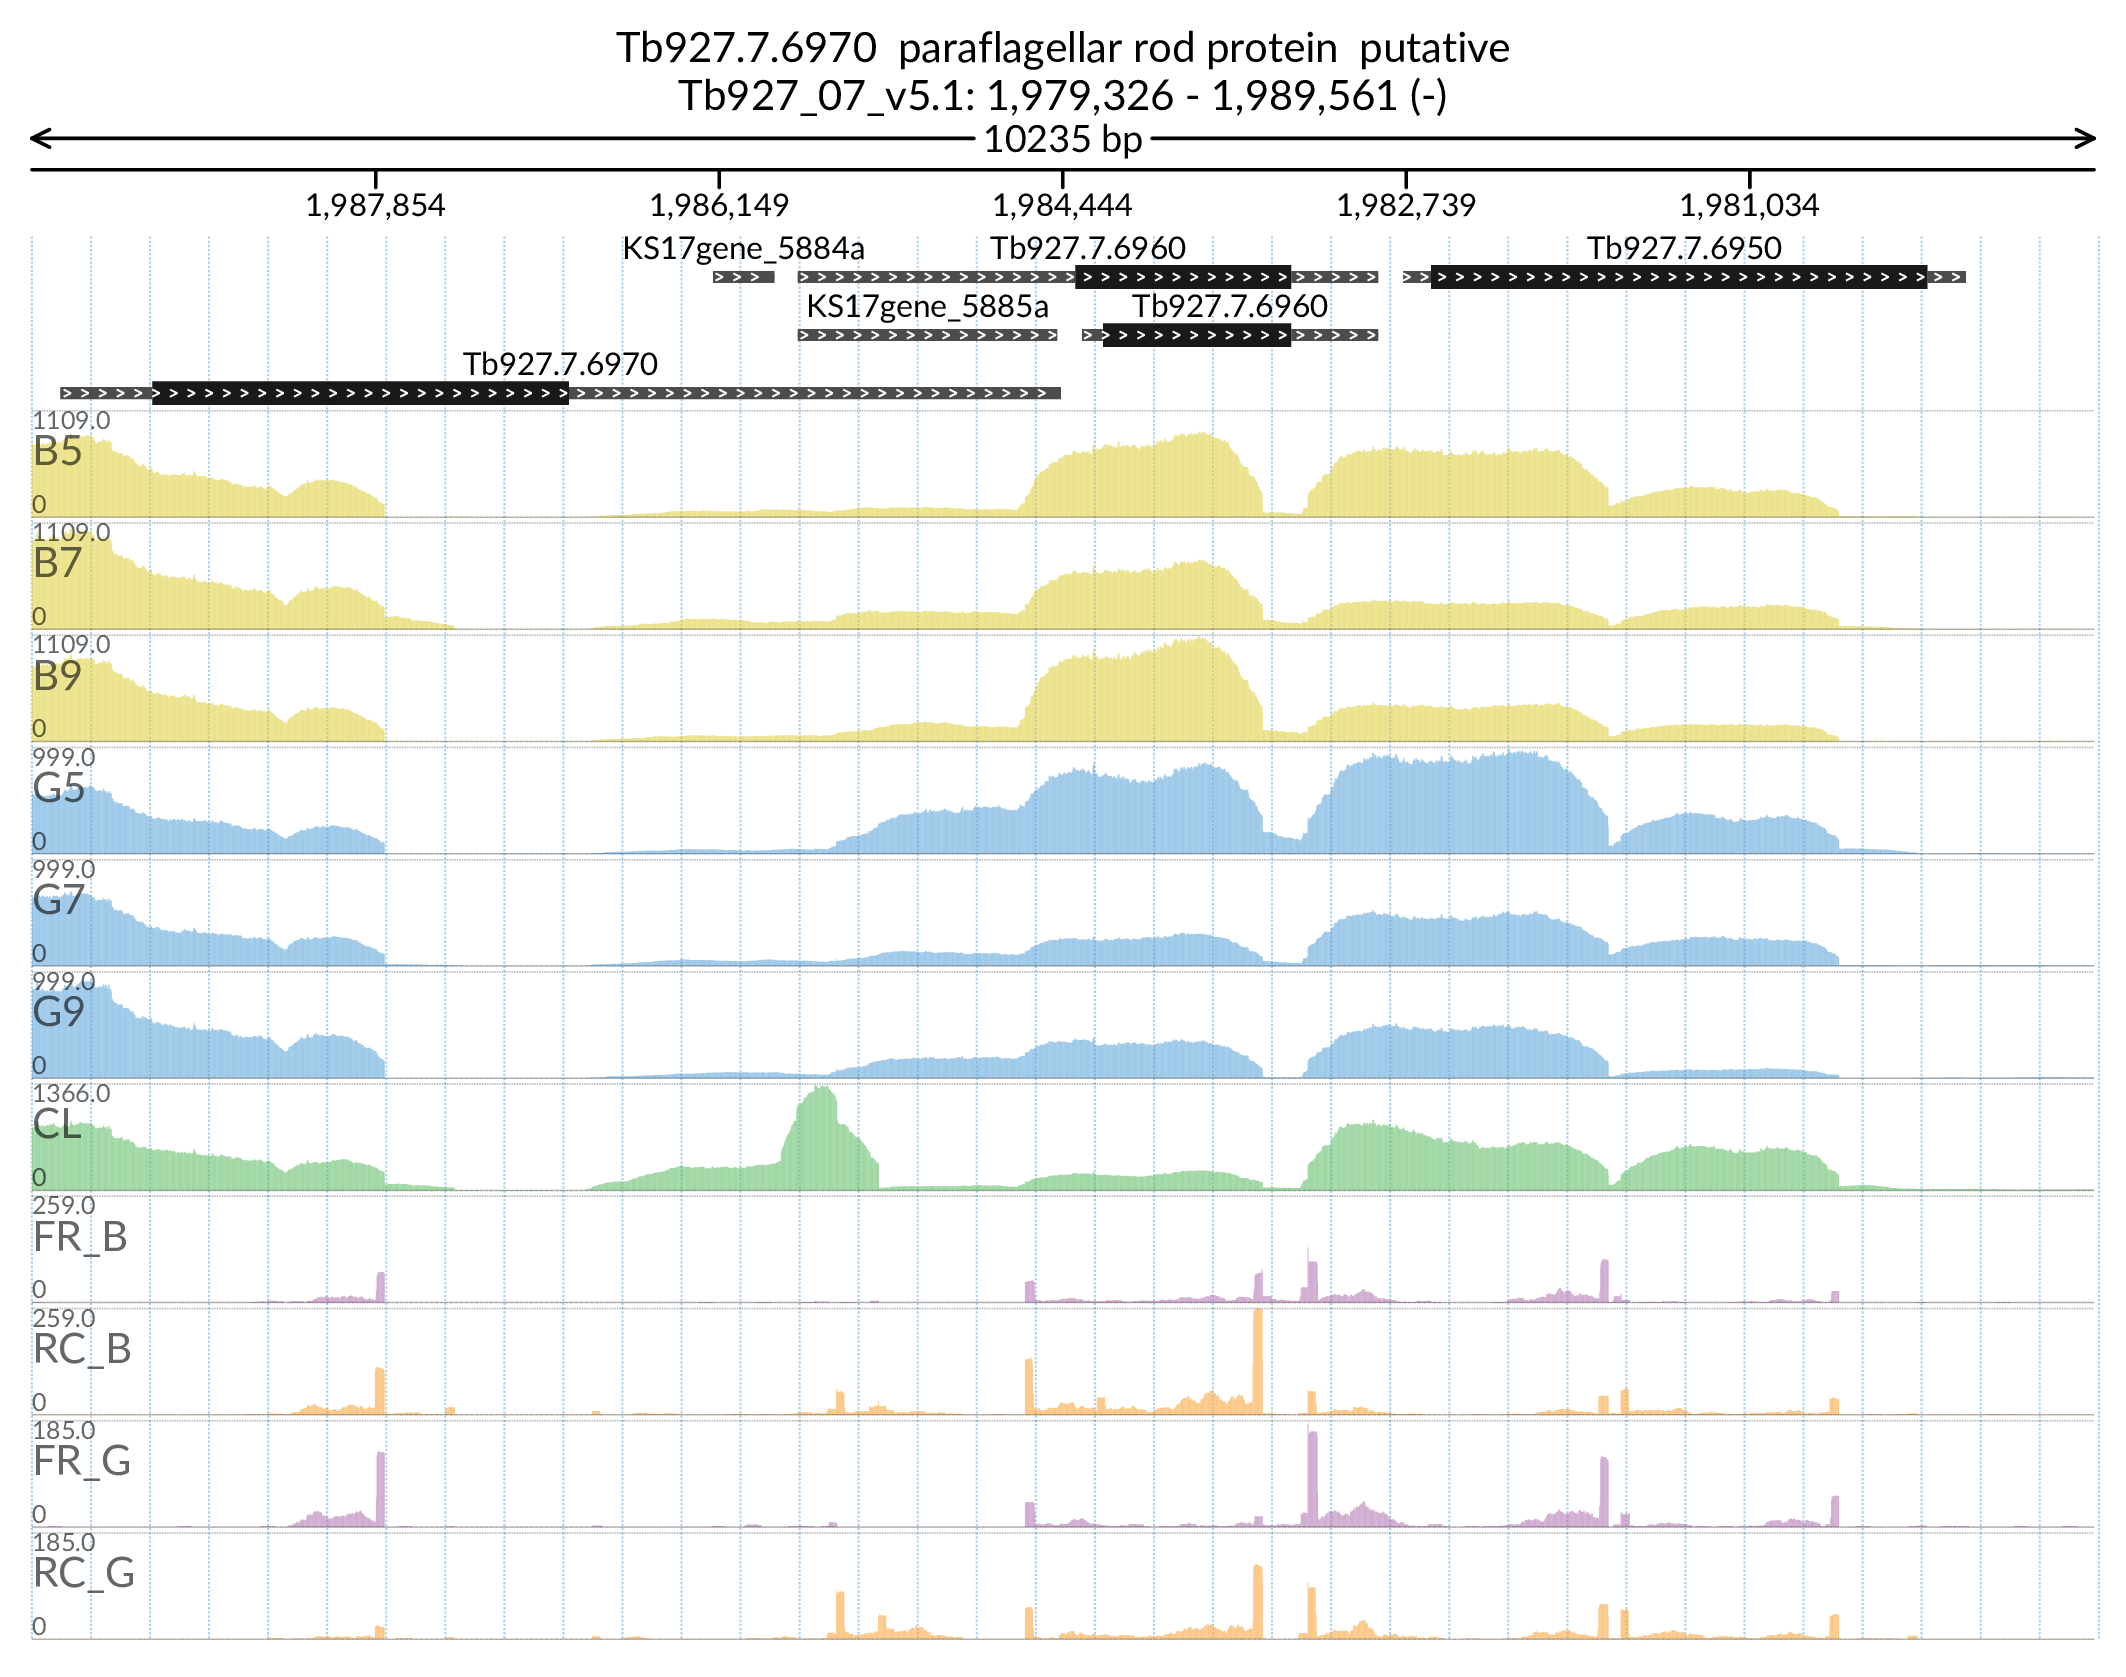 Tb927.7.6970  paraflagellar rod protein  putative
Tb927_07_v5.1: 1,979,326 - 1,989,561 (-)
10235 bp
1,987,854 1,986,149 1,984,444 1,982,739 1,981,034
KS17gene_5884a Tb927.7.6960 Tb927.7.6950
KS17gene_5885a Tb927.7.6960
Tb927.7.6970
1109.0
B5
0
1109.0
B7
0
1109.0
B9
0
999.0
G5
0
999.0
G7
0
999.0
G9
0
1366.0
CL
0
259.0
FR_B
0
259.0
RC_B
0
185.0
FR_G
0
185.0
RC_G
0